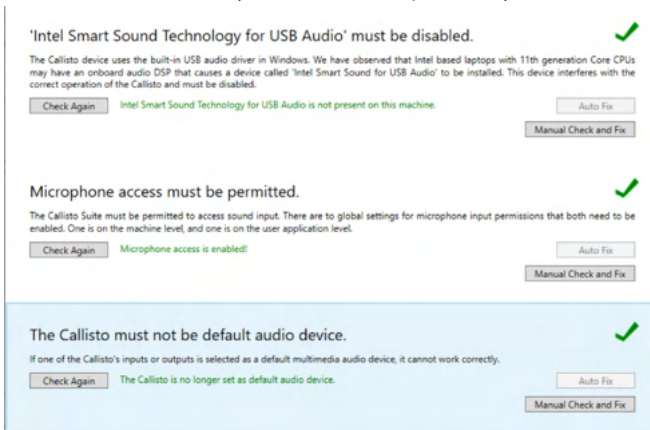 'Intel Smart Sound Technology for USB Audio' must be disabled.
The Callisto device uses the built-in USB audio driver in Windows. We have observed that Intel based laptops with 11th generation Core CPUs
may have an onboard audio DSP that causes a device called 'Intel Smart Sound for USB Audio' to be installed. This device interferes with the
correct operation of the Callisto and must be disabled.
Check Again
Intel Smart Sound Technology for USB Audio is not present on this machine.
Auto Fix
Manual Check and Fix
Microphone access must be permitted.
The Callisto Suite must be permitted to access sound input. There are to global settings for microphone input permissions that both need to be
enabled. One is on the machine level, and one is on the user application level.
Check Again
Microphone access is enabled!
Auto Fix
Manual Check and Fix
The Callisto must not be default audio device.
If one of the Callisto's inputs or outputs is selected as a default multimedia audio device, it cannot work correctly.
Check Again
The Callisto is no longer set as default audio device.
Auto Fix
Manual Check and Fix